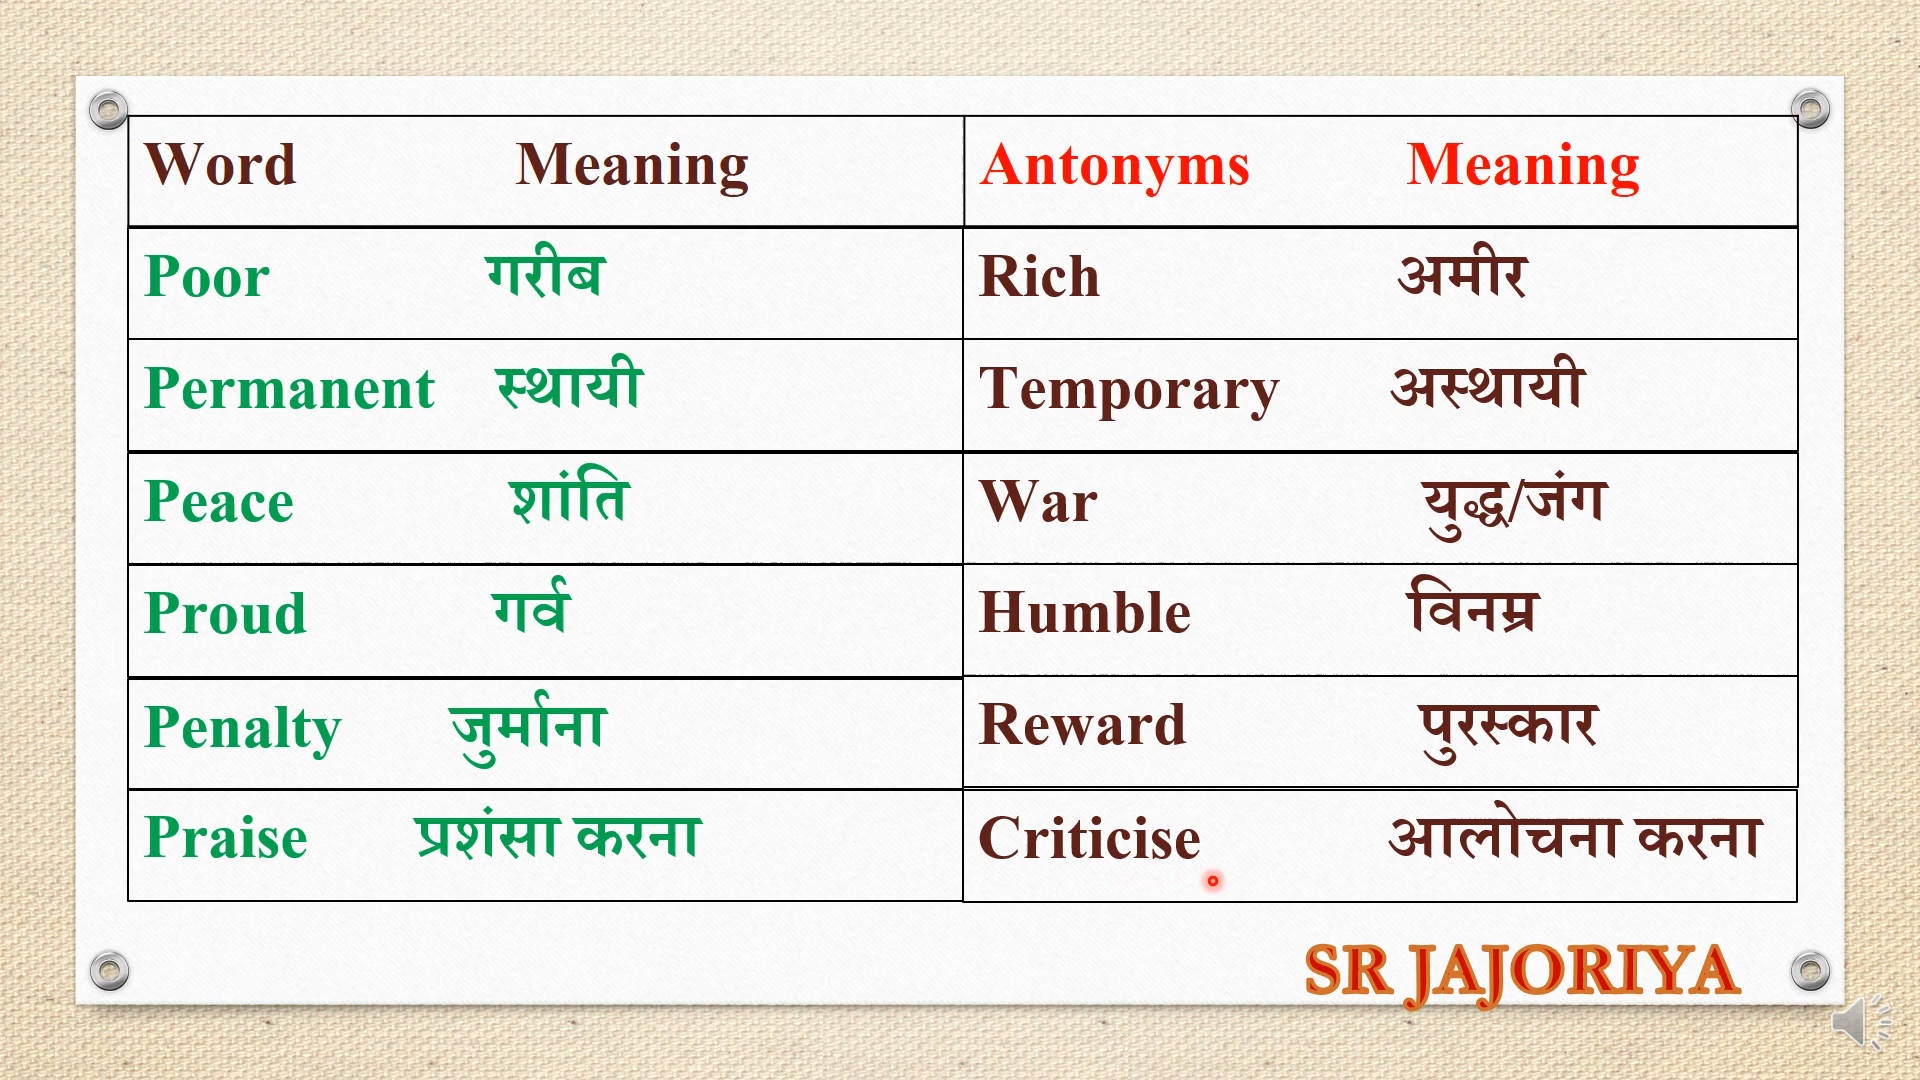 Word Meaning Antonyms Meaning
Poor गरीब Rich अमीर
Permanent स्थायी Temporary अस्थायी
Peace शांति War युद्ध/जंग
Proud गर्व Humble विनम्र
Penalty जुर्माना Reward पुरस्कार
Praise प्रशंसा करना Criticise आलोचना करना
SR JAJORIYA